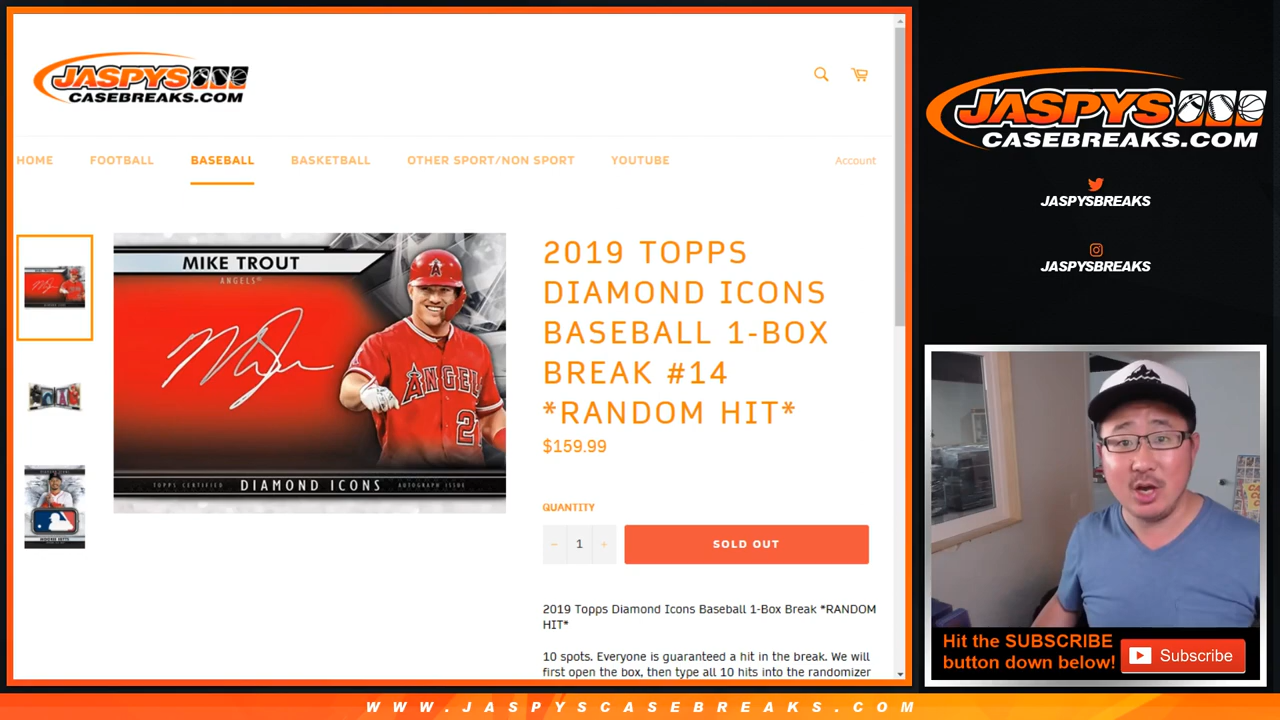 JASPYS
CASEBREAKS.COM
HOME
FOOTBALL
BASEBALL
BASKETBALL
OTHER SPORT/NON SPORT
YOUTUBE
Account
MIKE TROUT
ANGELS
ANGELS
DIAMOND ICONS
TOPPS CERTIFIED
AUTOGRAPH ISSUE
2019 TOPPS
DIAMOND ICONS
BASEBALL 1-BOX
BREAK #14
*RANDOM HIT*
$159.99
QUANTITY
− 1 +
SOLD OUT
2019 Topps Diamond Icons Baseball 1-Box Break *RANDOM
HIT*
10 spots. Everyone is guaranteed a hit in the break. We will
first open the box, then type all 10 hits into the randomizer
JASPYS
CASEBREAKS.COM
JASPYSBREAKS
JASPYSBREAKS
Hit the SUBSCRIBE
button down below!
Subscribe
WWW.JASPYSCASEBREAKS.COM